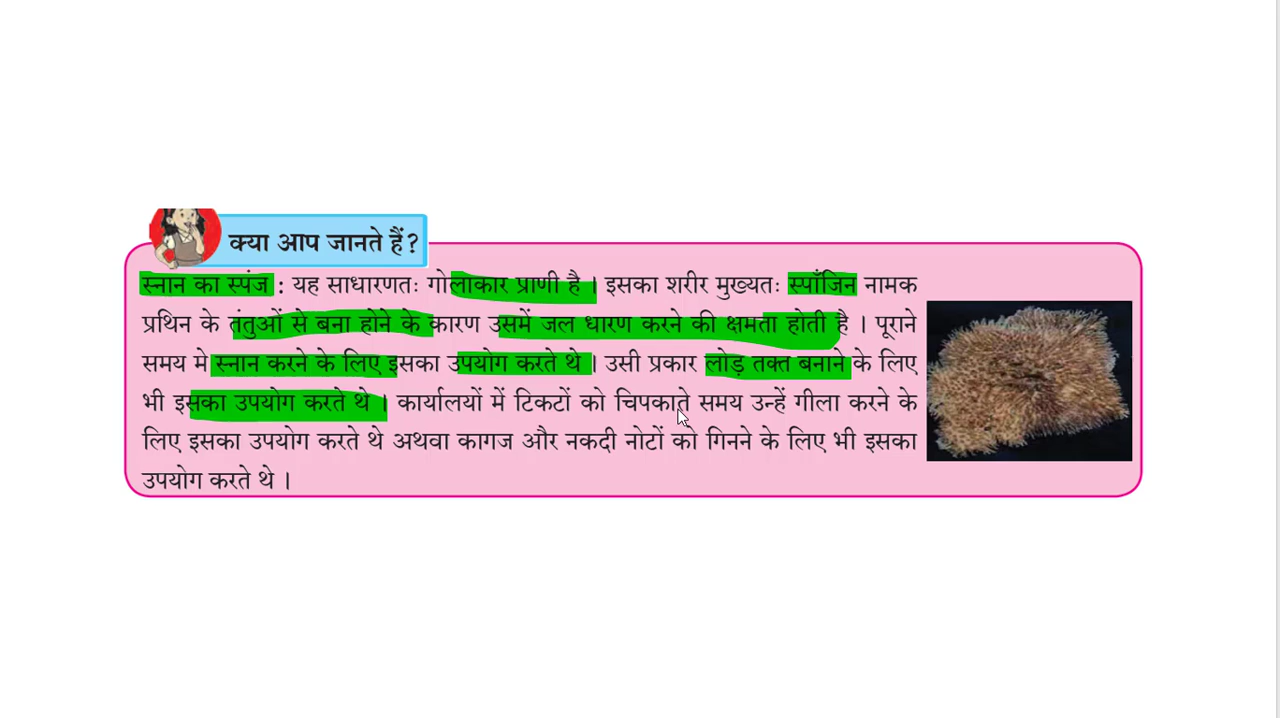 क्या आप जानते हैं?
स्नान का स्पंज : यह साधारणतः गोलाकार प्राणी है । इसका शरीर मुख्यतः स्पाँजिन नामक
प्रथिन के तंतुओं से बना होने के कारण उसमें जल धारण करने की क्षमता होती है । पूराने
समय मे स्नान करने के लिए इसका उपयोग करते थे । उसी प्रकार लोड़ तक्त बनाने के लिए
भी इसका उपयोग करते थे । कार्यालयों में टिकटों को चिपकाते समय उन्हें गीला करने के
लिए इसका उपयोग करते थे अथवा कागज और नकदी नोटों को गिनने के लिए भी इसका
उपयोग करते थे ।